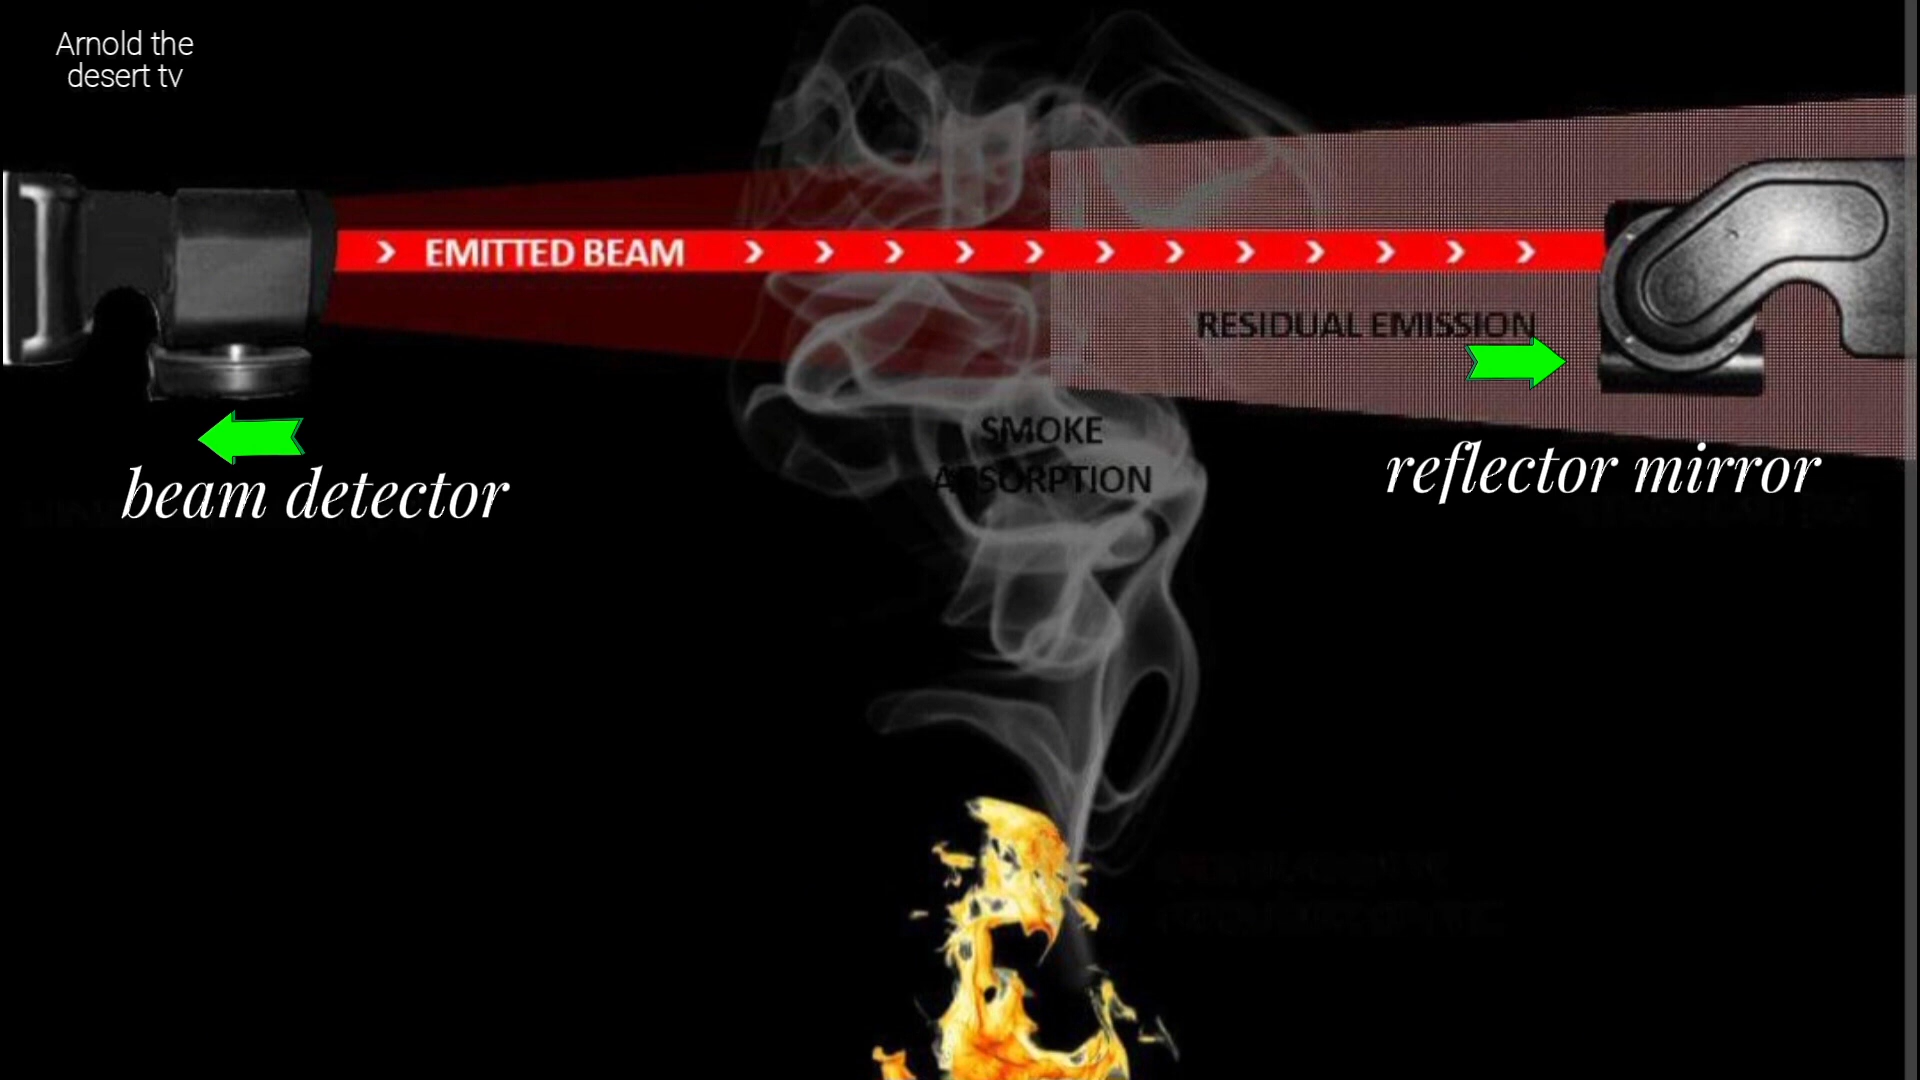 Arnold the
desert tv
EMITTED BEAM
RESIDUAL EMISSION
SMOKE
ABSORPTION
beam detector
reflector mirror